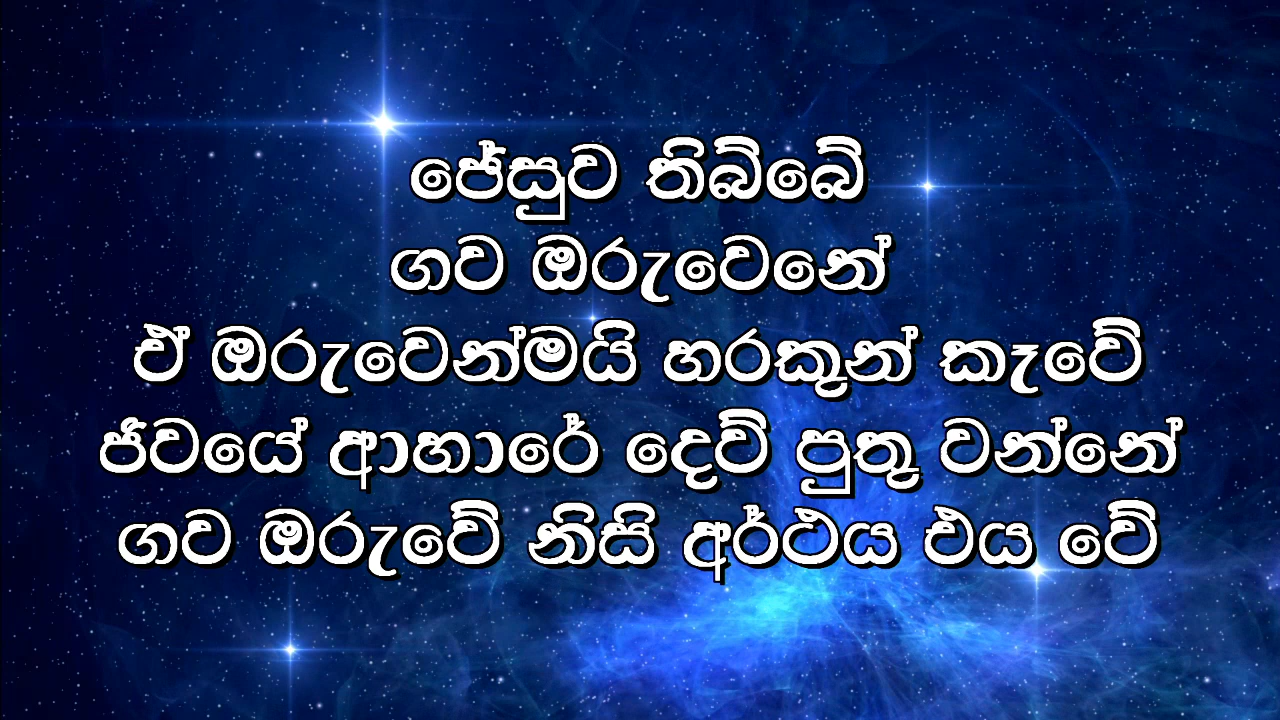 ජේසුව තිබ්බේ
ගව ඔරුවෙනේ
ඒ ඔරුවෙන්මයි හරකුන් කෑවේ
ජීවයේ ආහාරේ දෙව් පුතු වන්නේ
ගව ඔරුවේ නිසි අර්ථය එය වේ